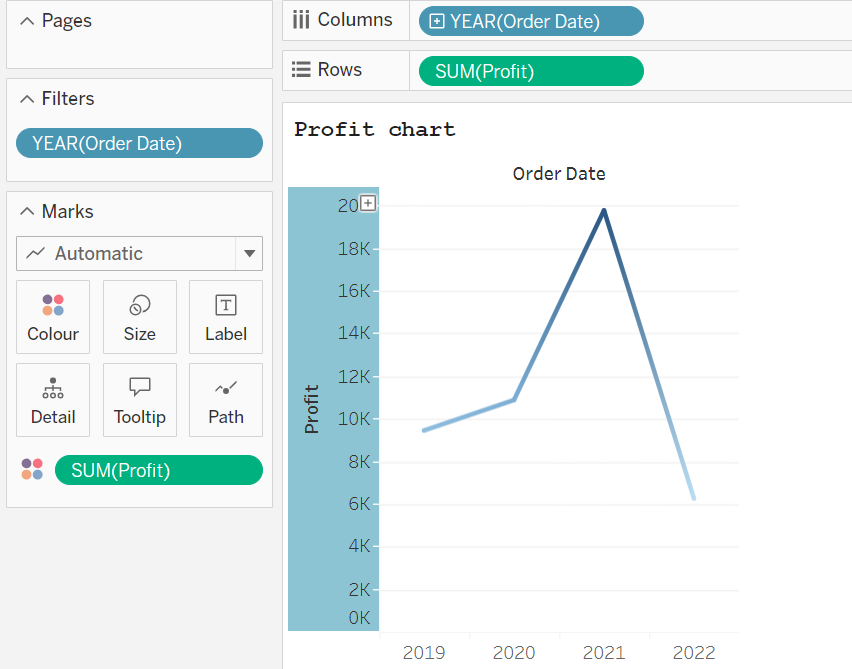 Pages
Filters
YEAR(Order Date)
Marks
Automatic
Colour
Size
Label
Detail
Tooltip
Path
SUM(Profit)
Columns
YEAR(Order Date)
Rows
SUM(Profit)
Profit chart
Order Date
Profit
20
18K
16K
14K
12K
10K
8K
6K
4K
2K
0K
2019 2020 2021 2022